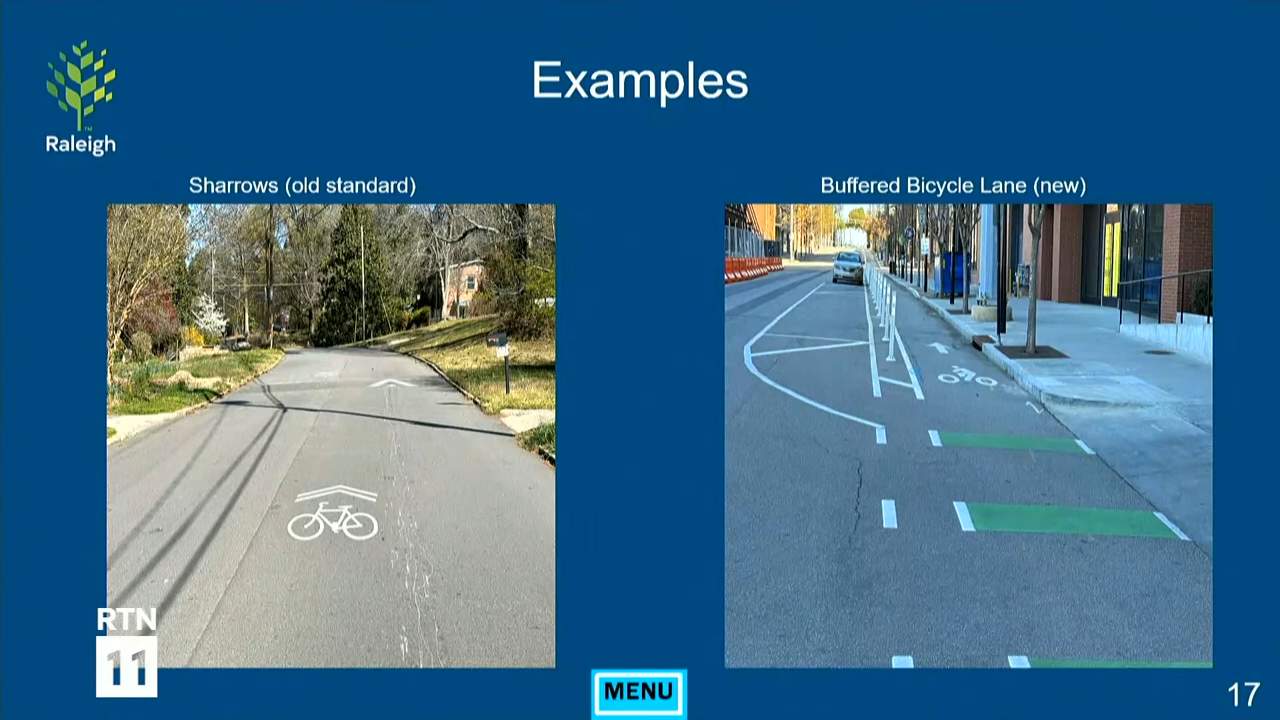 Examples
Raleigh
Sharrows (old standard)
Buffered Bicycle Lane (new)
RTN
11
MENU
17